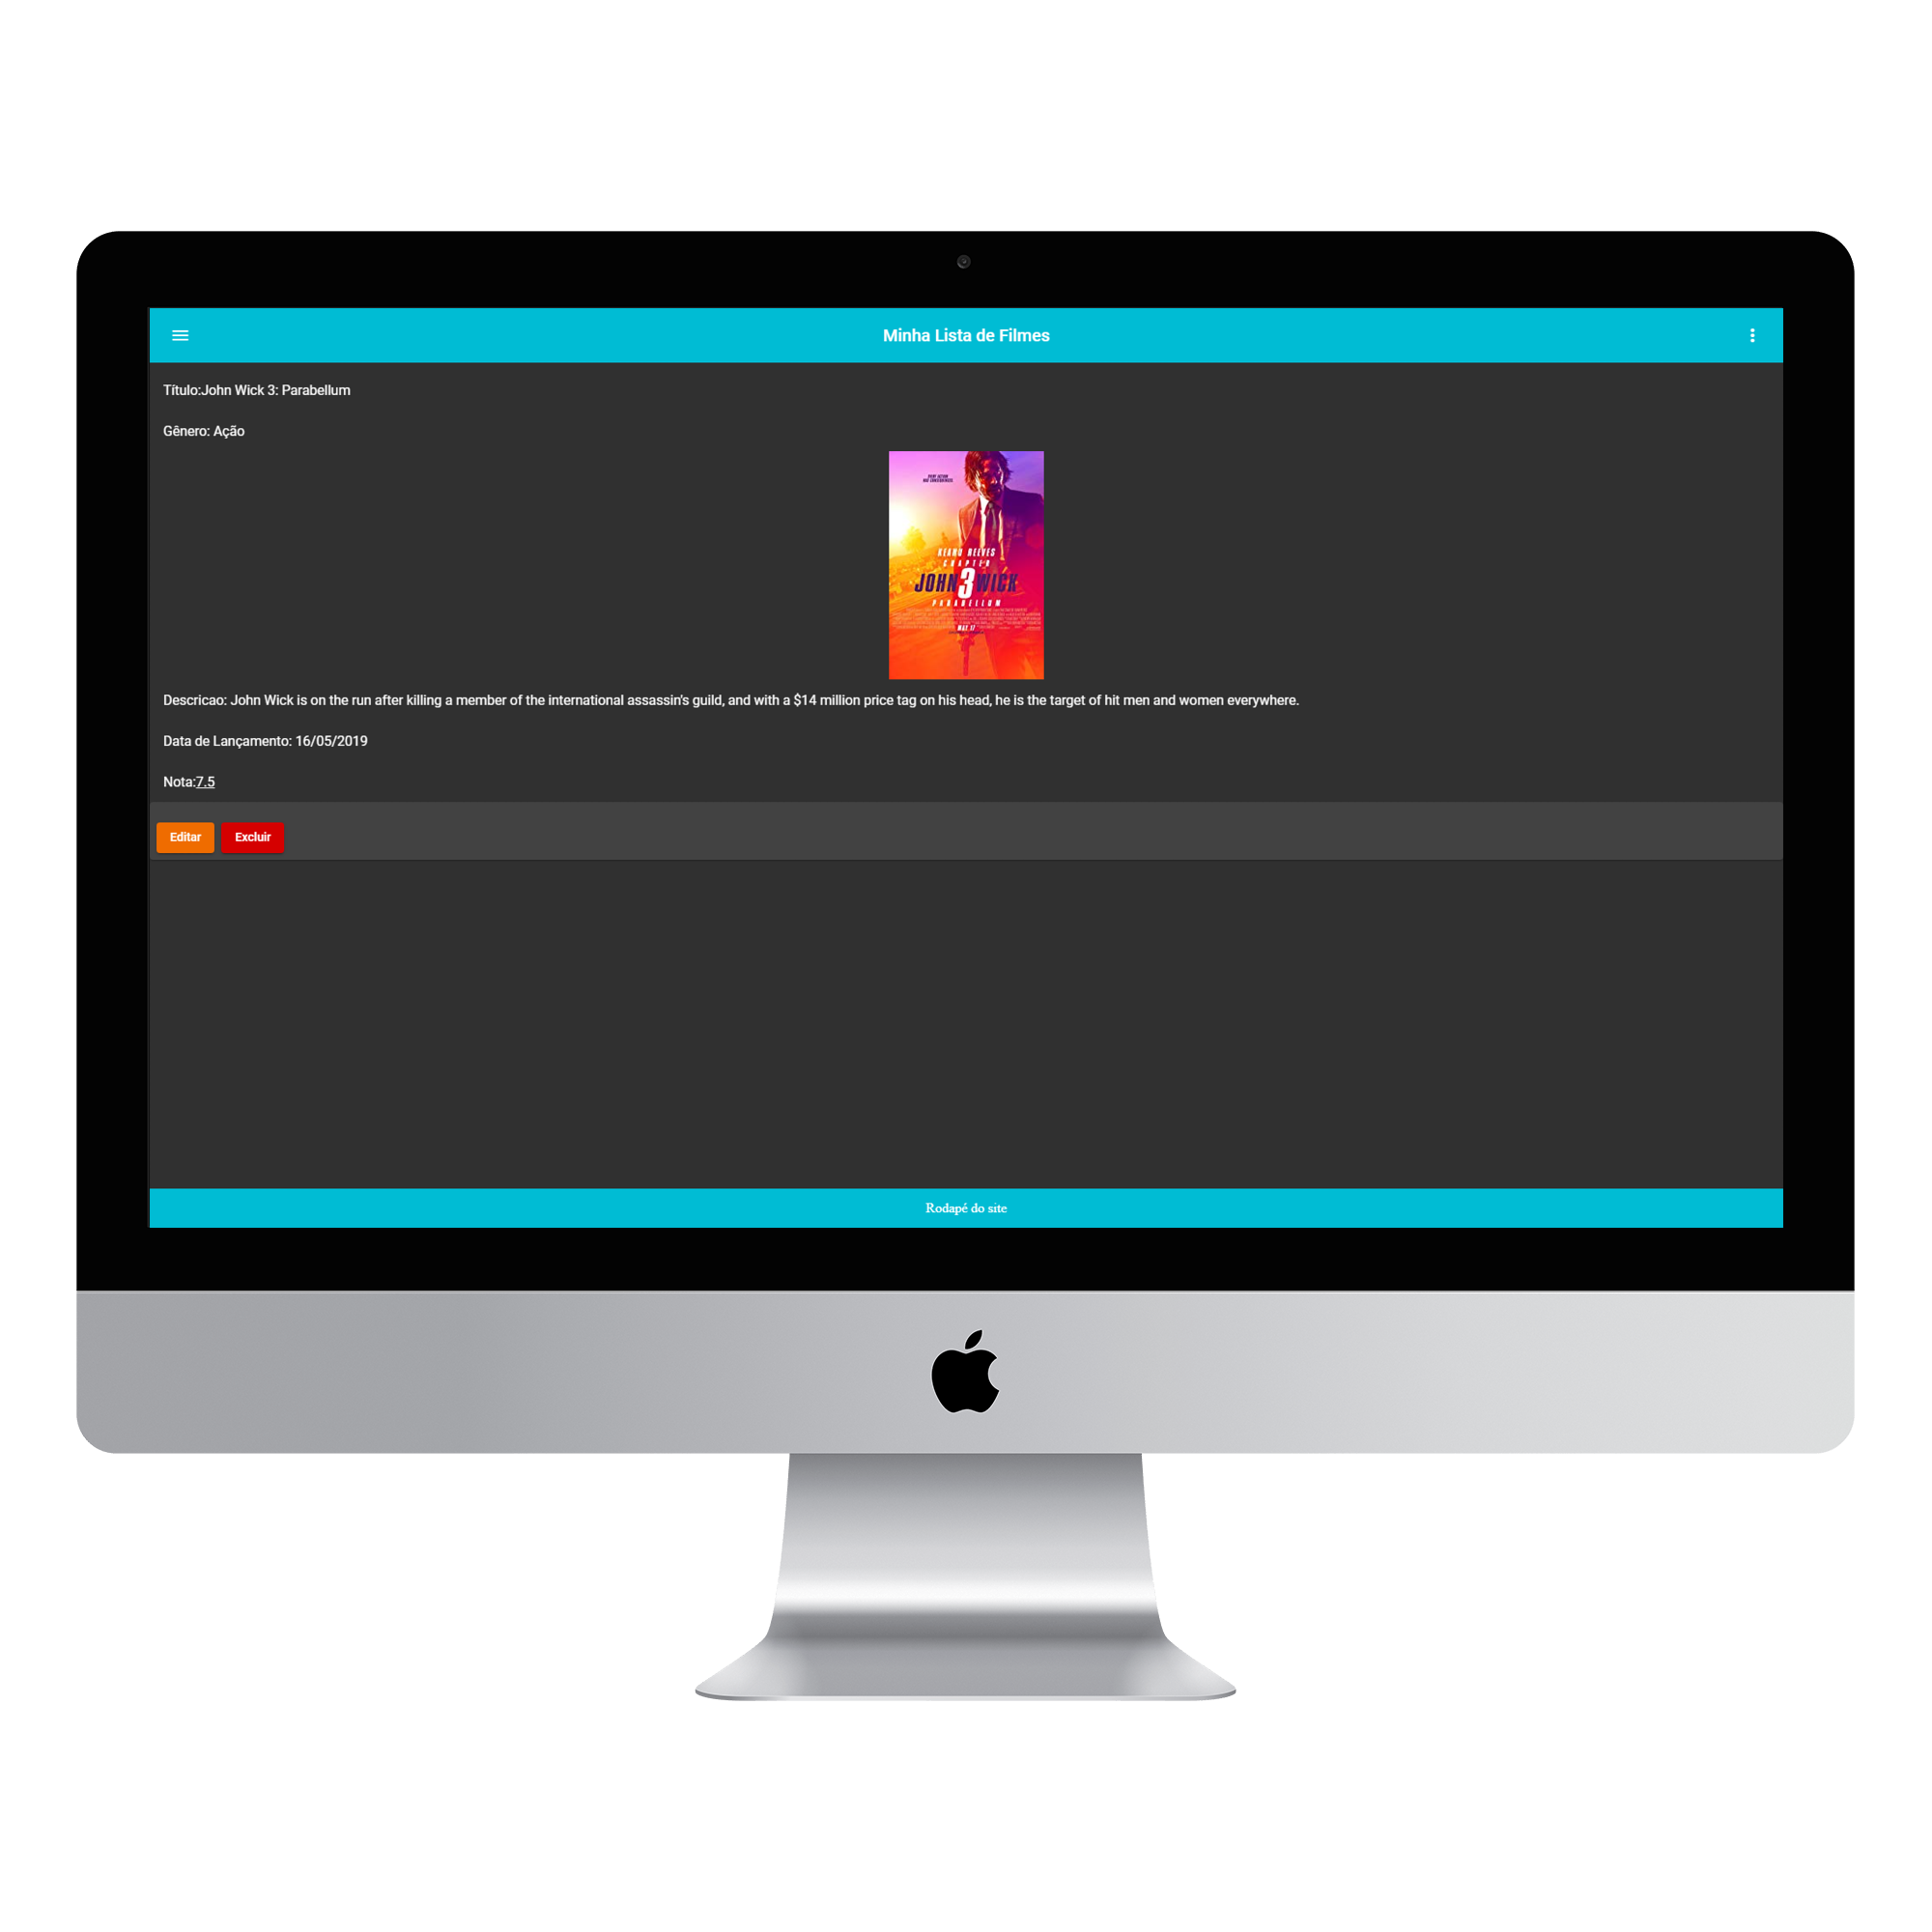 Minha Lista de Filmes
Título:John Wick 3: Parabellum
Gênero: Ação
KEANU REEVES
CHAPTER
JOHN 3 WICK
PARABELLUM
MAY 17
Descricao: John Wick is on the run after killing a member of the international assassin's guild, and with a $14 million price tag on his head, he is the target of hit men and women everywhere.
Data de Lançamento: 16/05/2019
Nota:7.5
Editar Excluir
Rodapé do site